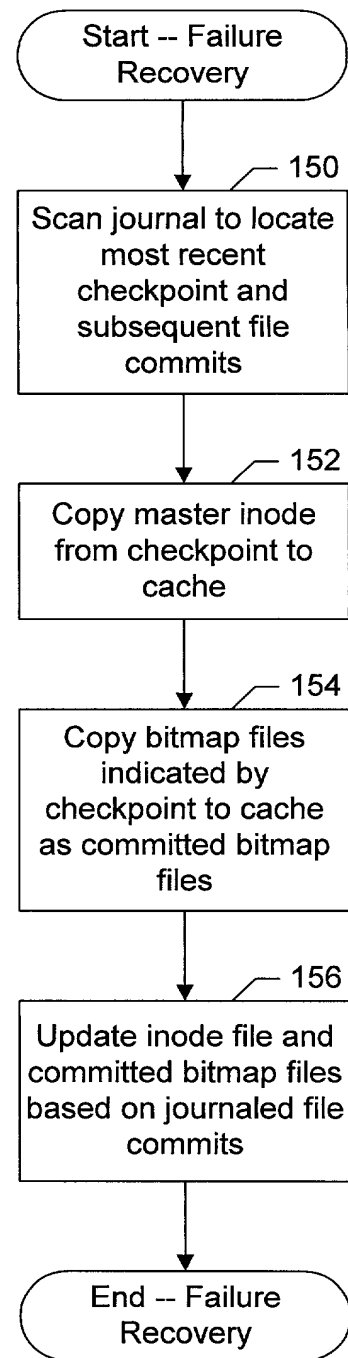 Start -- Failure
Recovery
150
Scan journal to locate
most recent
checkpoint and
subsequent file
commits
152
Copy master inode
from checkpoint to
cache
154
Copy bitmap files
indicated by
checkpoint to cache
as committed bitmap
files
156
Update inode file and
committed bitmap files
based on journaled file
commits
End -- Failure
Recovery